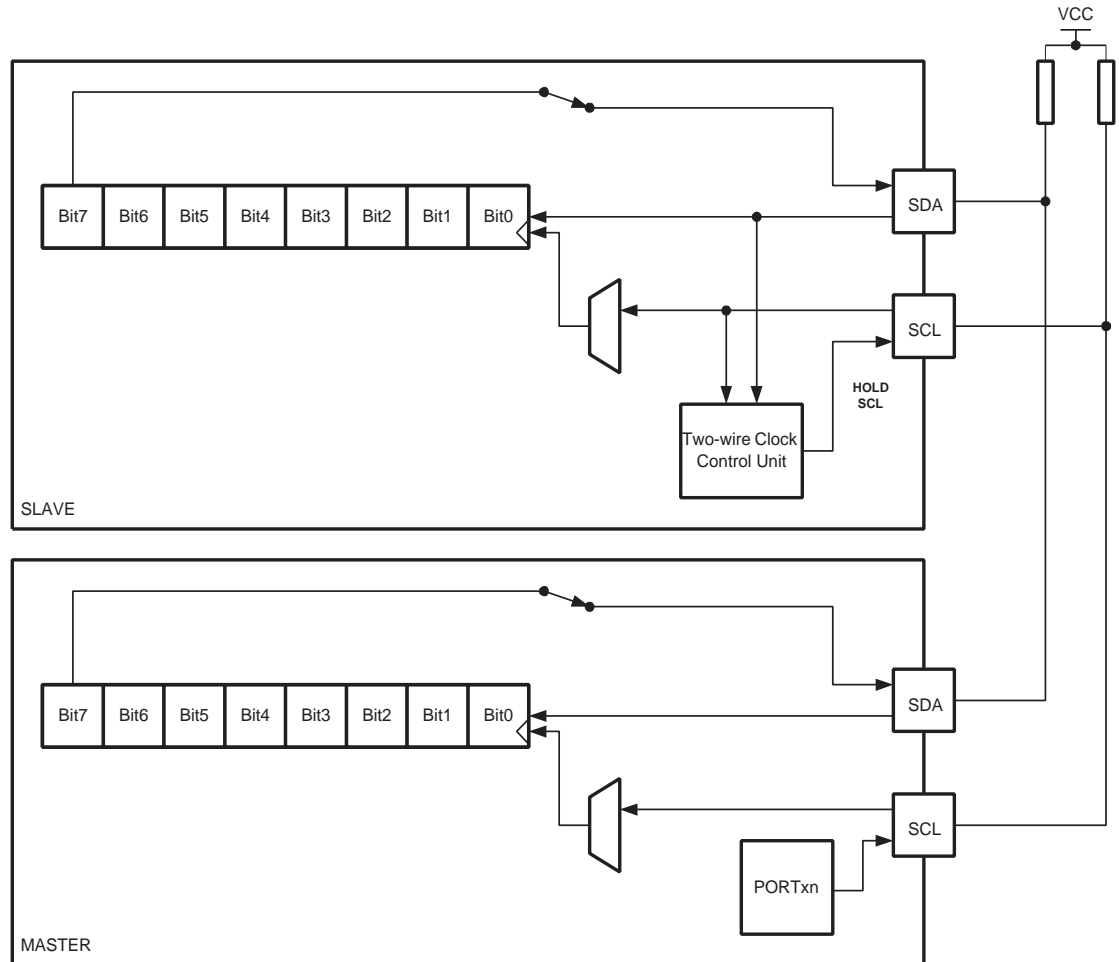 VCC
Bit7 Bit6 Bit5 Bit4 Bit3 Bit2 Bit1 Bit0
SDA
SCL
HOLD
SCL
Two-wire Clock
Control Unit
SLAVE
Bit7 Bit6 Bit5 Bit4 Bit3 Bit2 Bit1 Bit0
SDA
SCL
PORTxn
MASTER